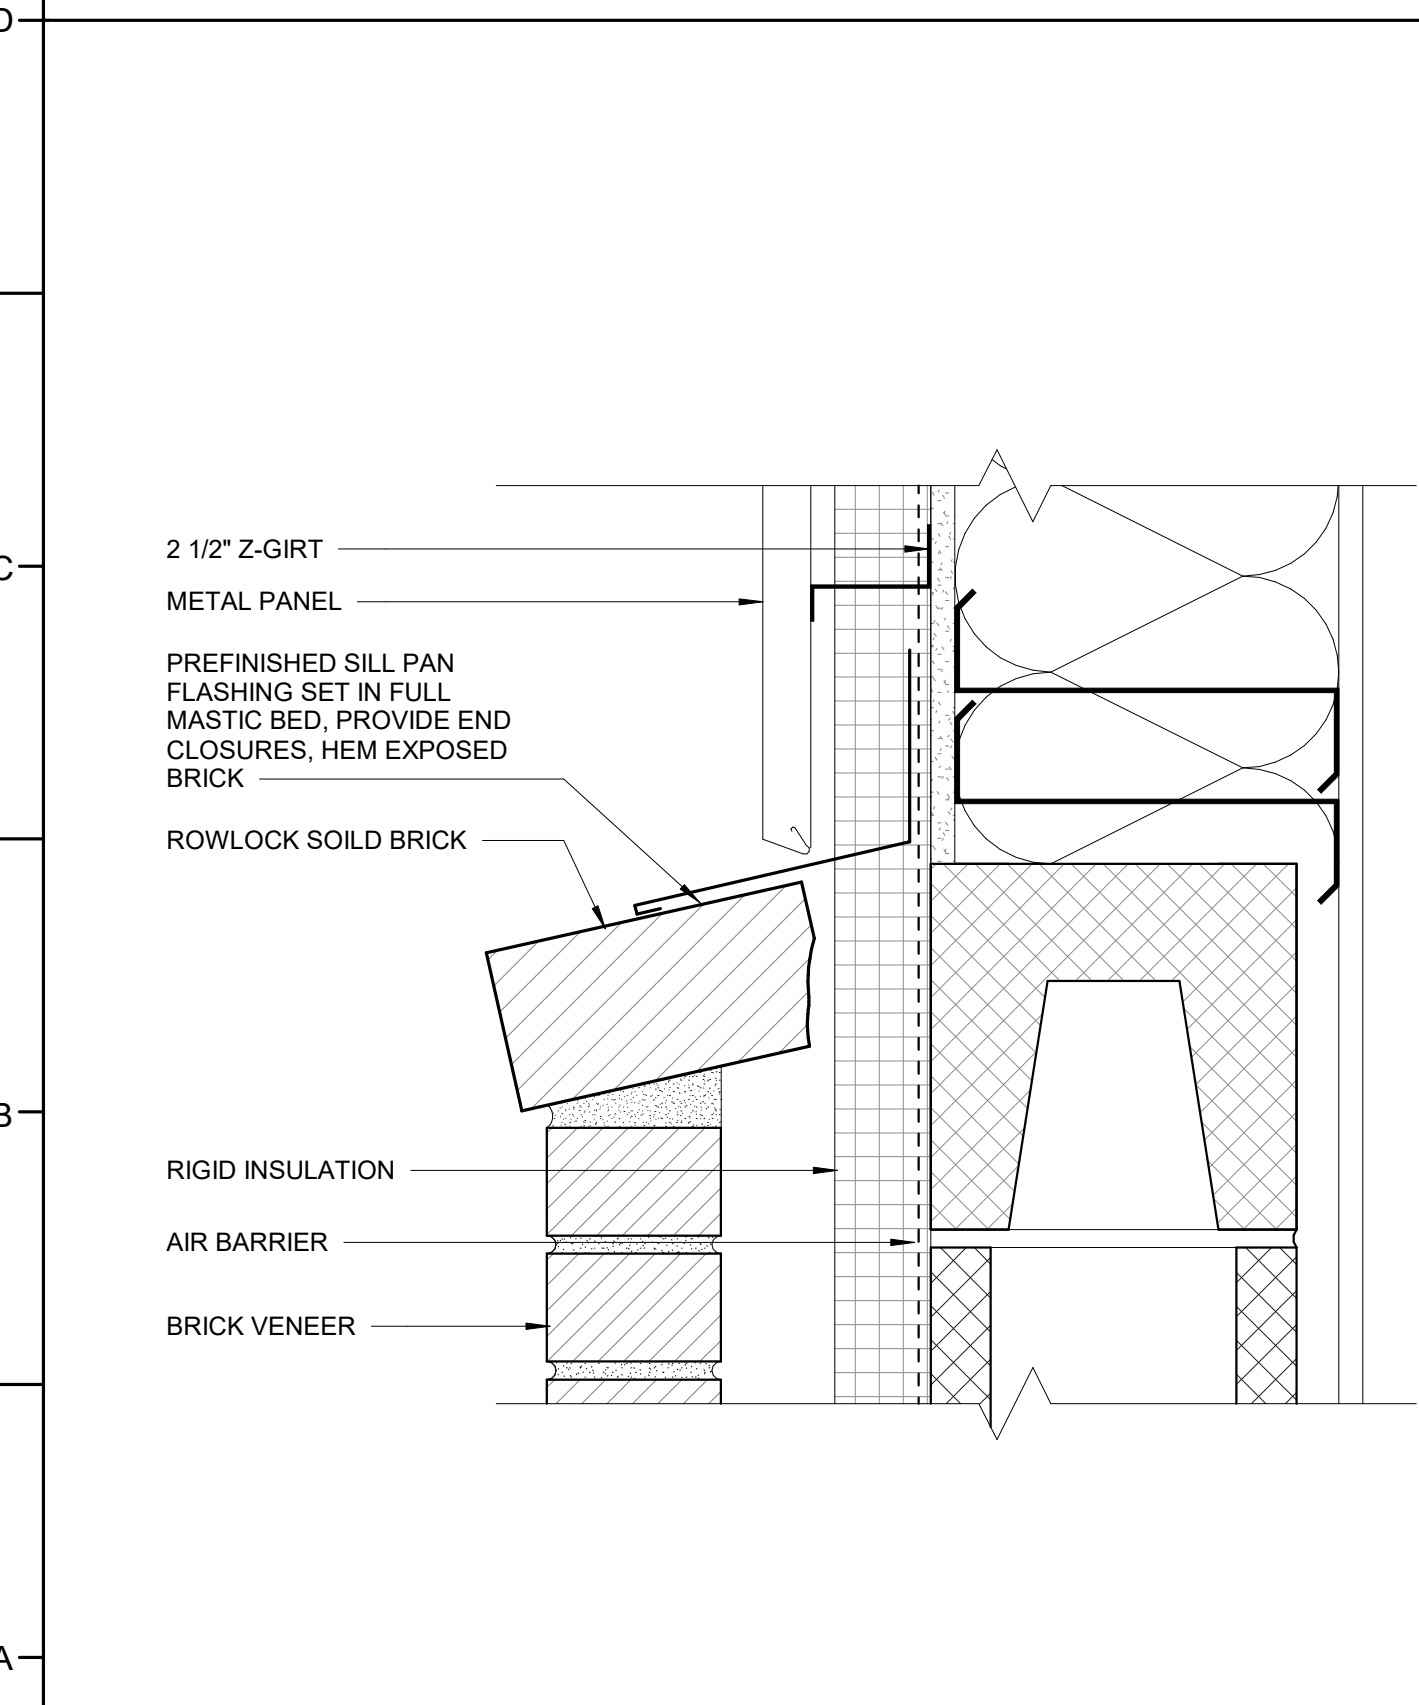 D
2 1/2" Z-GIRT
C
METAL PANEL
PREFINISHED SILL PAN
FLASHING SET IN FULL
MASTIC BED, PROVIDE END
CLOSURES, HEM EXPOSED
BRICK
ROWLOCK SOILD BRICK
B
RIGID INSULATION
AIR BARRIER
BRICK VENEER
A